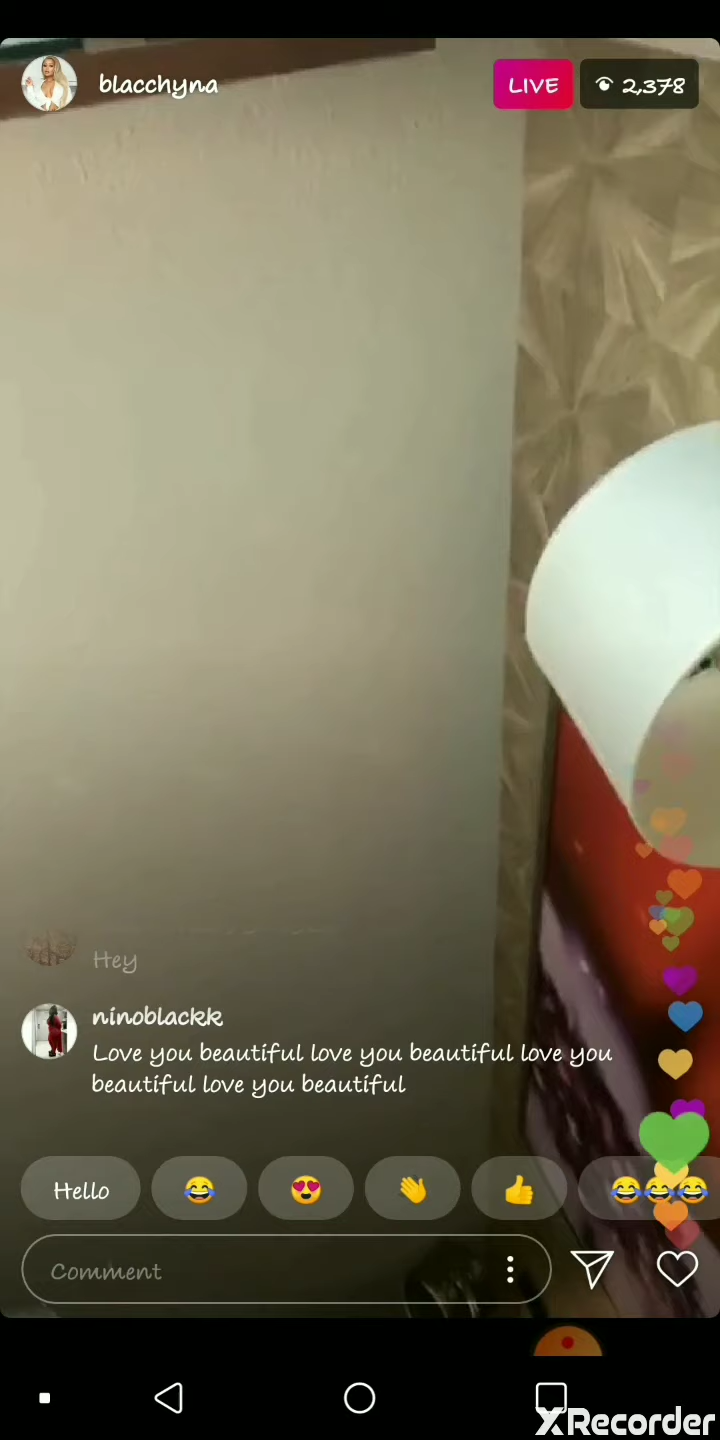 blacchyna
LIVE
2,378
Hey
ninoblackk
Love you beautiful love you beautiful love you
beautiful love you beautiful
Hello
Comment
XRecorder